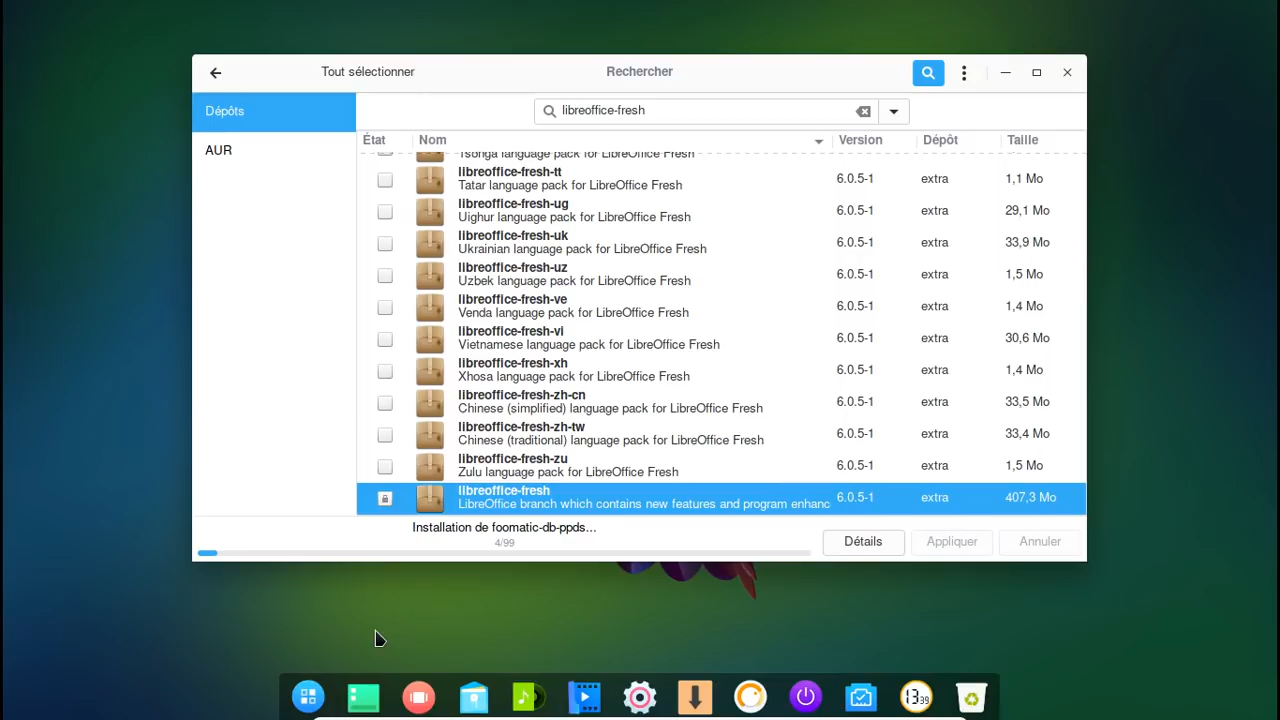 Tout sélectionner
Rechercher
Dépôts
AUR
libreoffice-fresh
État Nom Version Dépôt Taille
Tsonga language pack for LibreOffice Fresh
libreoffice-fresh-tt
Tatar language pack for LibreOffice Fresh
6.0.5-1 extra 1,1 Mo
libreoffice-fresh-ug
Uighur language pack for LibreOffice Fresh
6.0.5-1 extra 29,1 Mo
libreoffice-fresh-uk
Ukrainian language pack for LibreOffice Fresh
6.0.5-1 extra 33,9 Mo
libreoffice-fresh-uz
Uzbek language pack for LibreOffice Fresh
6.0.5-1 extra 1,5 Mo
libreoffice-fresh-ve
Venda language pack for LibreOffice Fresh
6.0.5-1 extra 1,4 Mo
libreoffice-fresh-vi
Vietnamese language pack for LibreOffice Fresh
6.0.5-1 extra 30,6 Mo
libreoffice-fresh-xh
Xhosa language pack for LibreOffice Fresh
6.0.5-1 extra 1,4 Mo
libreoffice-fresh-zh-cn
Chinese (simplified) language pack for LibreOffice Fresh
6.0.5-1 extra 33,5 Mo
libreoffice-fresh-zh-tw
Chinese (traditional) language pack for LibreOffice Fresh
6.0.5-1 extra 33,4 Mo
libreoffice-fresh-zu
Zulu language pack for LibreOffice Fresh
6.0.5-1 extra 1,5 Mo
libreoffice-fresh
LibreOffice branch which contains new features and program enhanc
6.0.5-1 extra 407,3 Mo
Installation de foomatic-db-ppds...
4/99
Détails
Appliquer
Annuler
13 39